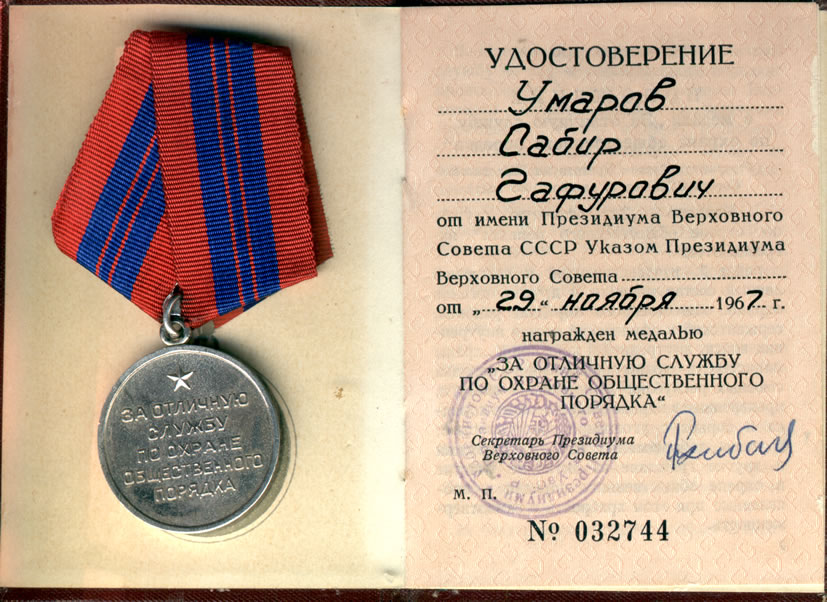 ЗА ОТЛИЧНУЮ
СЛУЖБУ
ПО ОХРАНЕ
ОБЩЕСТВЕННОГО
ПОРЯДКА
УДОСТОВЕРЕНИЕ
Умаров
Сабир
Гафурович
от имени Президиума Верховного
Совета СССР Указом Президиума
Верховного Совета
от „29“ ноября 1967 г.
награжден медалью
„ЗА ОТЛИЧНУЮ СЛУЖБУ
ПО ОХРАНЕ ОБЩЕСТВЕННОГО
ПОРЯДКА“
Секретарь Президиума
Верховного Совета
М. П.
№ 032744